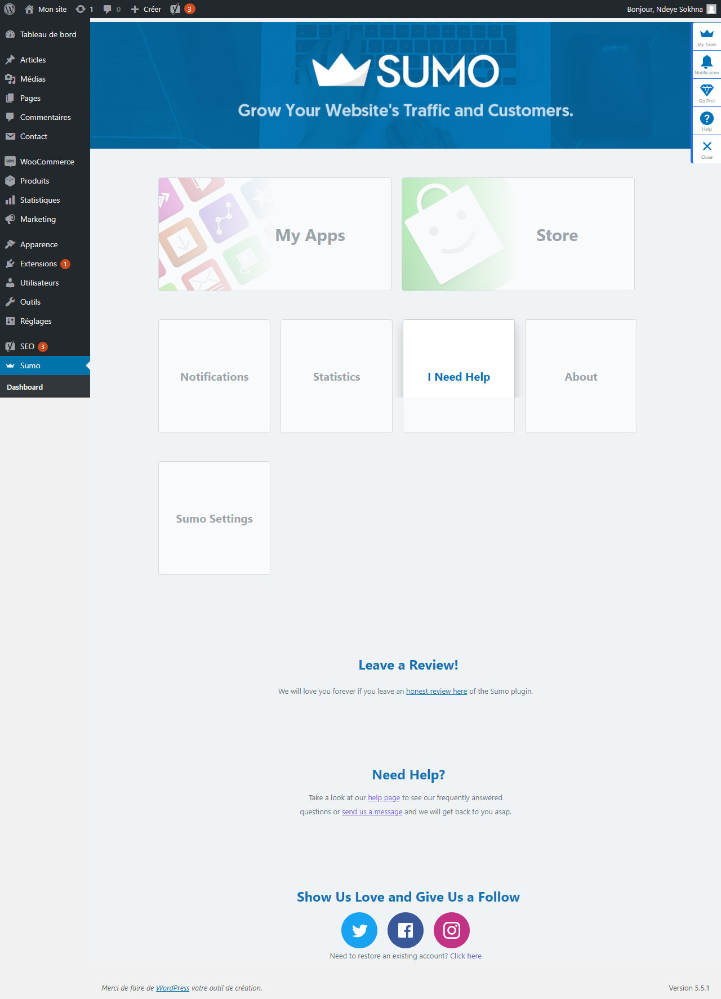 Mon site 1 0 Créer 3 Bonjour, Ndeye Sokhna
Tableau de bord
Articles
Médias
Pages
Commentaires
Contact
WooCommerce
Produits
Statistiques
Marketing
Apparence
Extensions 1
Utilisateurs
Outils
Réglages
SEO 3
Sumo
Dashboard
SUMO
Grow Your Website's Traffic and Customers.
My Tools
Notification
Go Pro!
Help
Close
My Apps
Store
Notifications
Statistics
I Need Help
About
Sumo Settings
Leave a Review!
We will love you forever if you leave an honest review here of the Sumo plugin.
Need Help?
Take a look at our help page to see our frequently answered
questions or send us a message and we will get back to you asap.
Show Us Love and Give Us a Follow
Need to restore an existing account? Click here
Merci de faire de WordPress votre outil de création.
Version 5.5.1